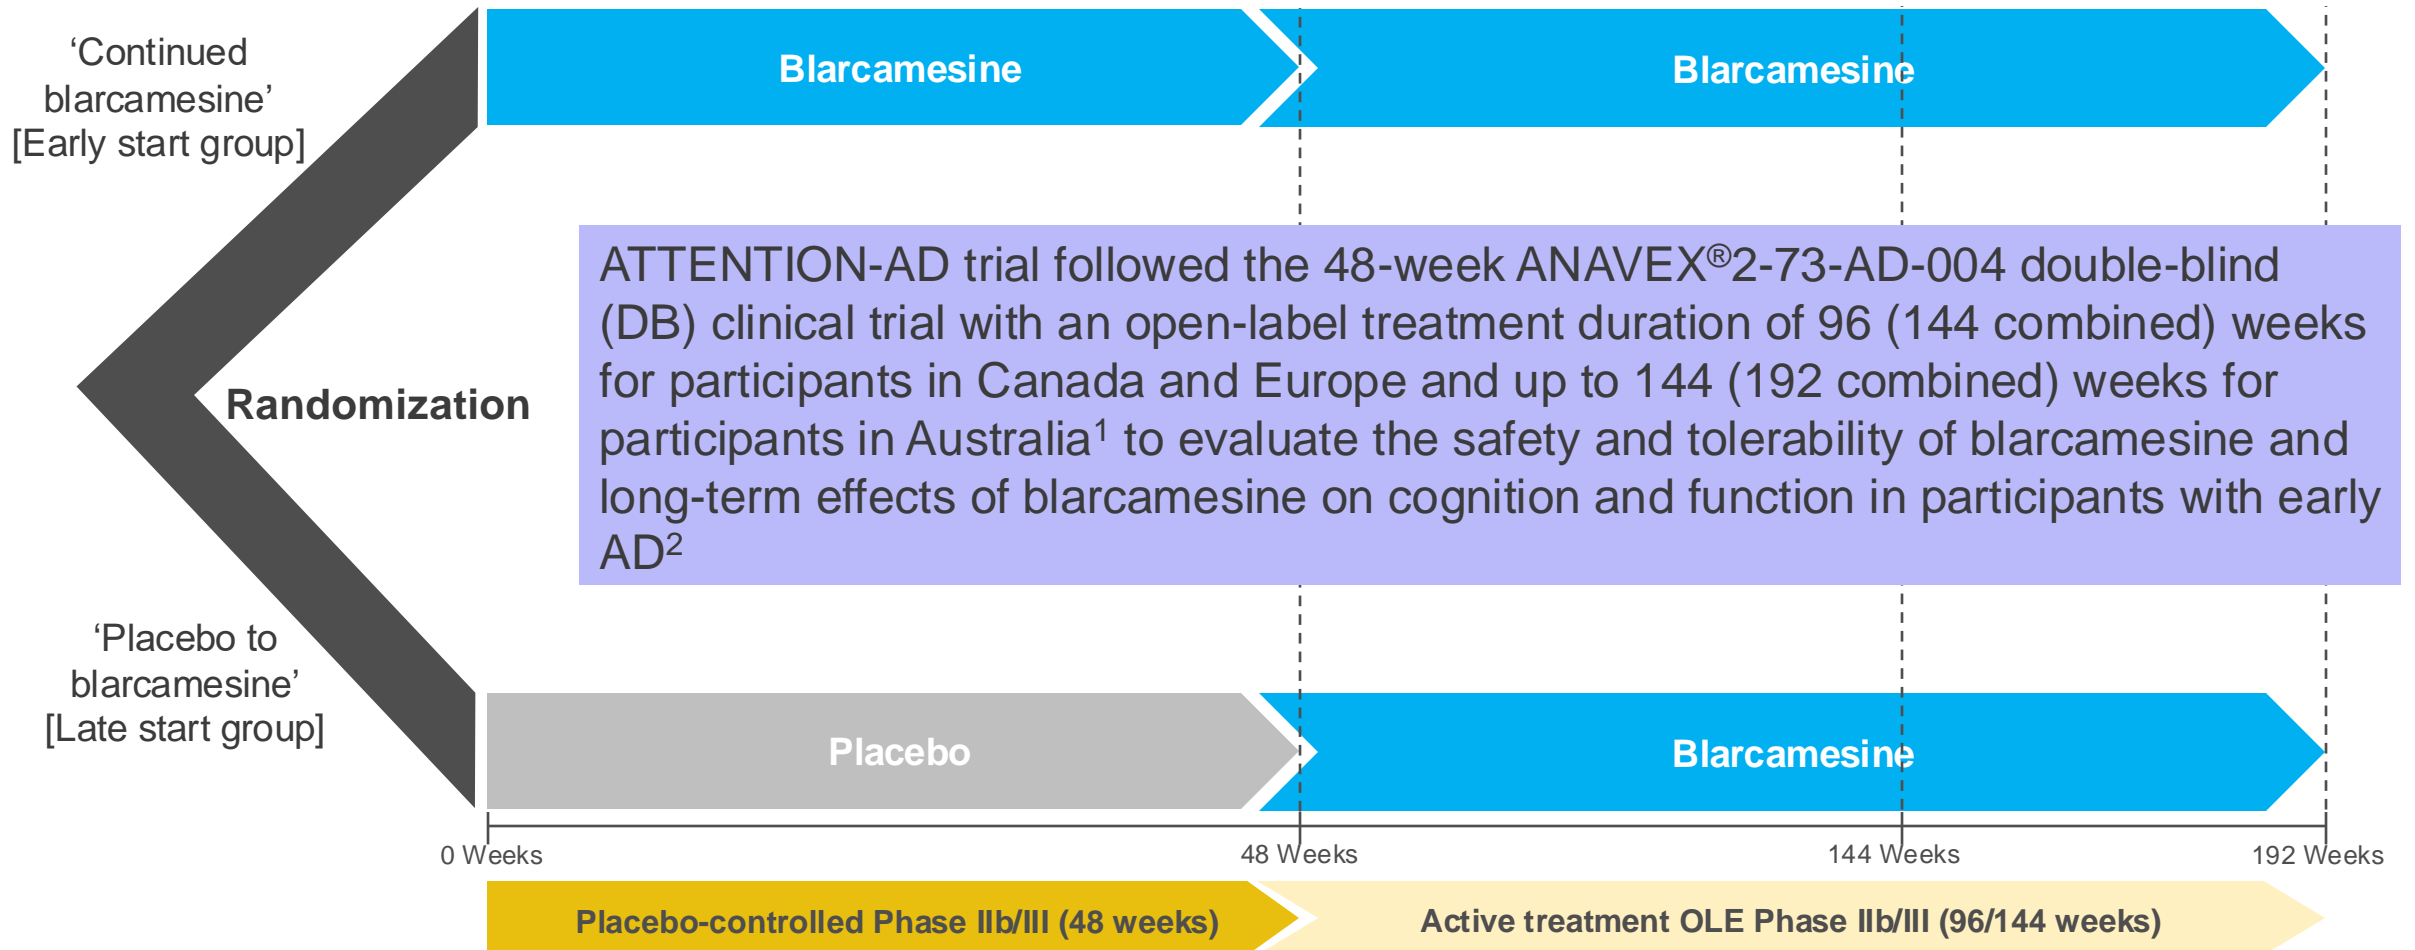 ‘Continued
blarcamesine’
[Early start group]
Blarcamesine
Blarcamesine
Randomization
ATTENTION-AD trial followed the 48-week ANAVEX®2-73-AD-004 double-blind
(DB) clinical trial with an open-label treatment duration of 96 (144 combined) weeks
for participants in Canada and Europe and up to 144 (192 combined) weeks for
participants in Australia¹ to evaluate the safety and tolerability of blarcamesine and
long-term effects of blarcamesine on cognition and function in participants with early
AD²
‘Placebo to
blarcamesine’
[Late start group]
Placebo
Blarcamesine
0 Weeks
48 Weeks
144 Weeks
192 Weeks
Placebo-controlled Phase IIb/III (48 weeks)
Active treatment OLE Phase IIb/III (96/144 weeks)